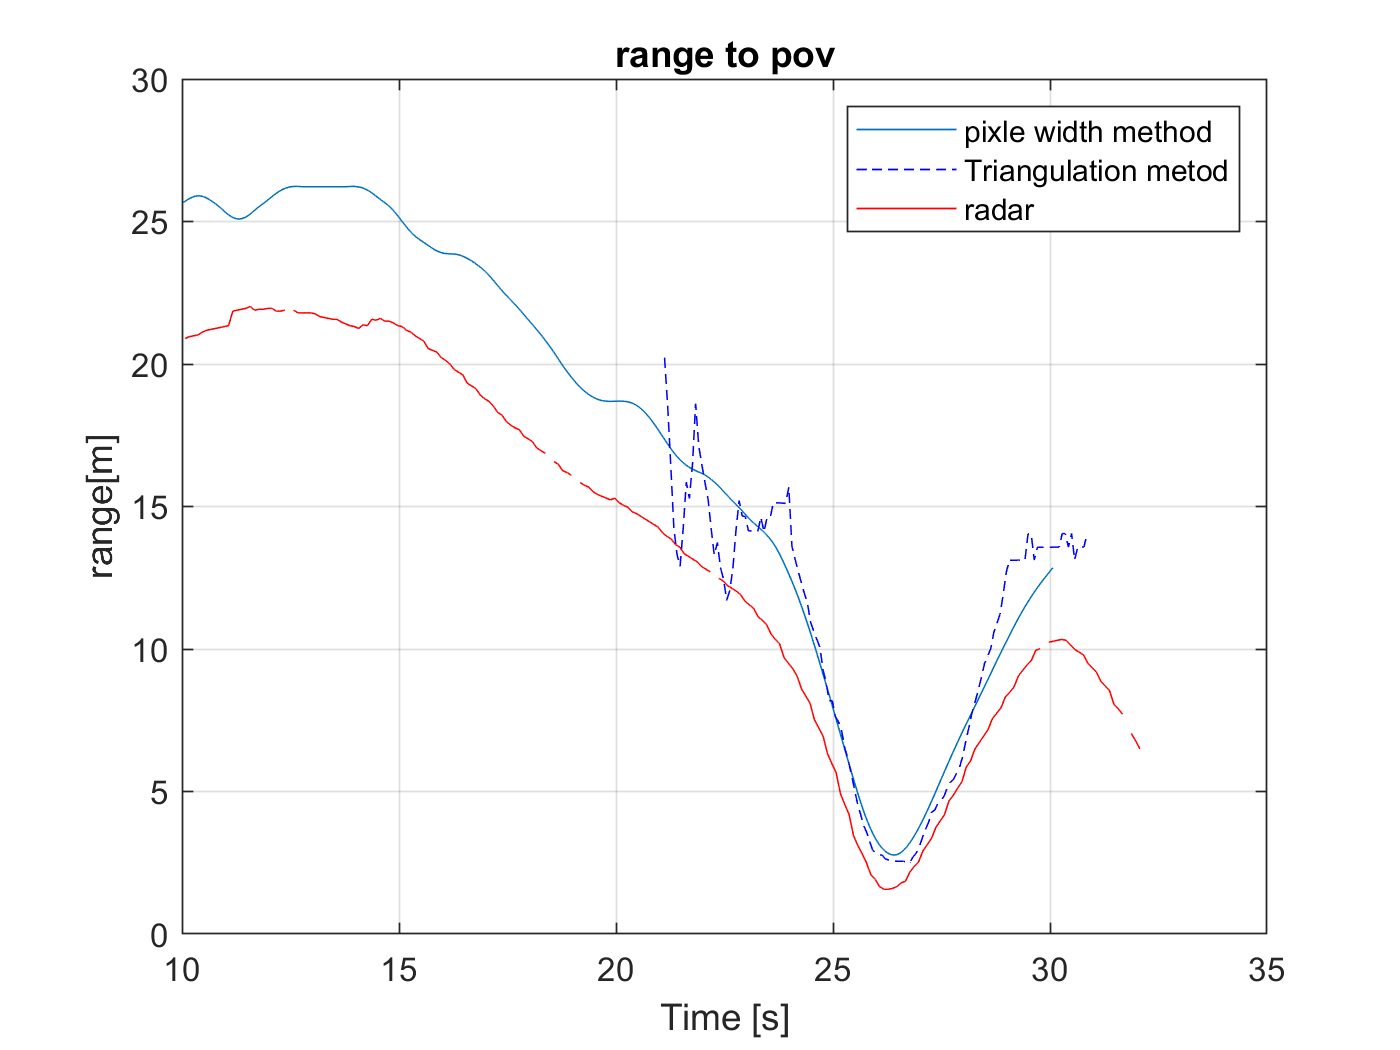 range to pov
30
25
20
15
10
5
0
range[m]
pixle width method
Triangulation metod
radar
10 15 20 25 30 35
Time [s]